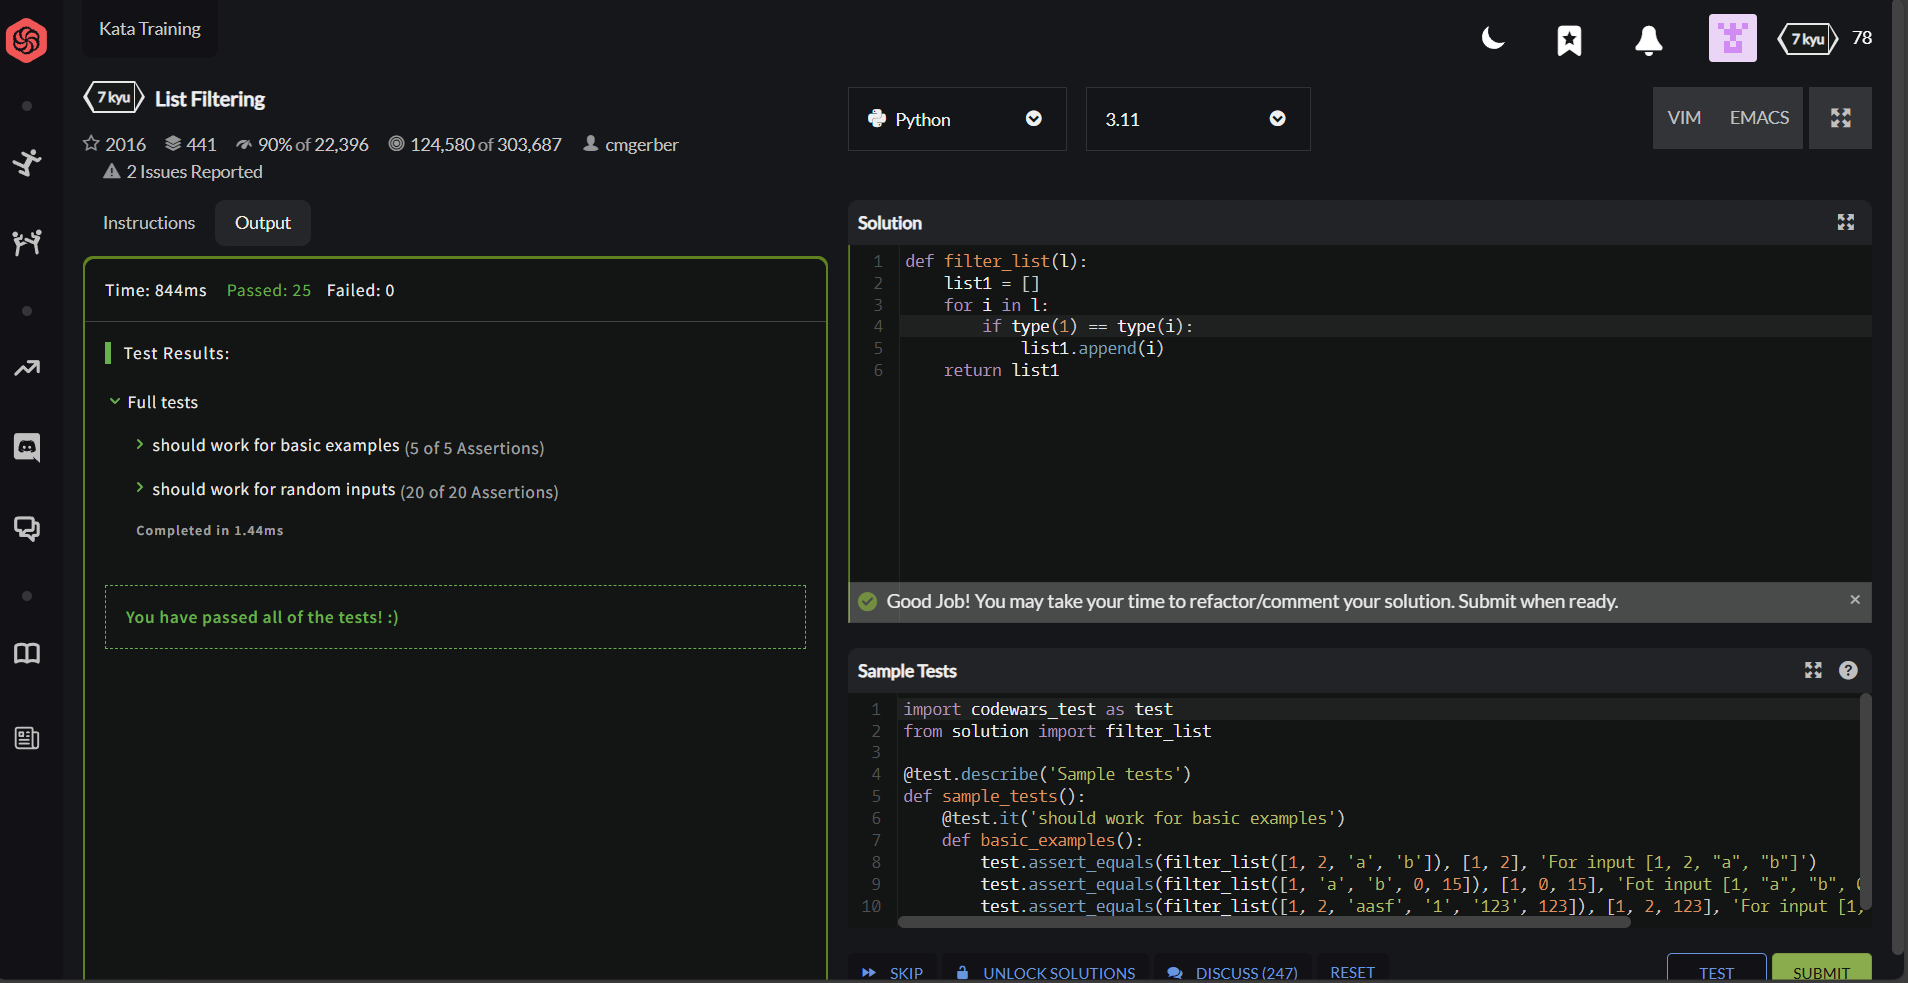 Kata Training
7 kyu 78
7 kyu List Filtering
2016 441 90% of 22,396 124,580 of 303,687 cmgerber
2 Issues Reported
Python
3.11
VIM EMACS
Instructions Output
Time: 844ms Passed: 25 Failed: 0
Test Results:
Full tests
should work for basic examples (5 of 5 Assertions)
should work for random inputs (20 of 20 Assertions)
Completed in 1.44ms
You have passed all of the tests! :)
Solution
1 def filter_list(l):
2     list1 = []
3     for i in l:
4         if type(1) == type(i):
5             list1.append(i)
6     return list1
Good Job! You may take your time to refactor/comment your solution. Submit when ready. ×
Sample Tests ?
1 import codewars_test as test
2 from solution import filter_list
3
4 @test.describe('Sample tests')
5 def sample_tests():
6     @test.it('should work for basic examples')
7     def basic_examples():
8         test.assert_equals(filter_list([1, 2, 'a', 'b']), [1, 2], 'For input [1, 2, "a", "b"]')
9         test.assert_equals(filter_list([1, 'a', 'b', 0, 15]), [1, 0, 15], 'Fot input [1, "a", "b", 0
10         test.assert_equals(filter_list([1, 2, 'aasf', '1', '123', 123]), [1, 2, 123], 'For input [1,
SKIP UNLOCK SOLUTIONS DISCUSS (247) RESET TEST SUBMIT